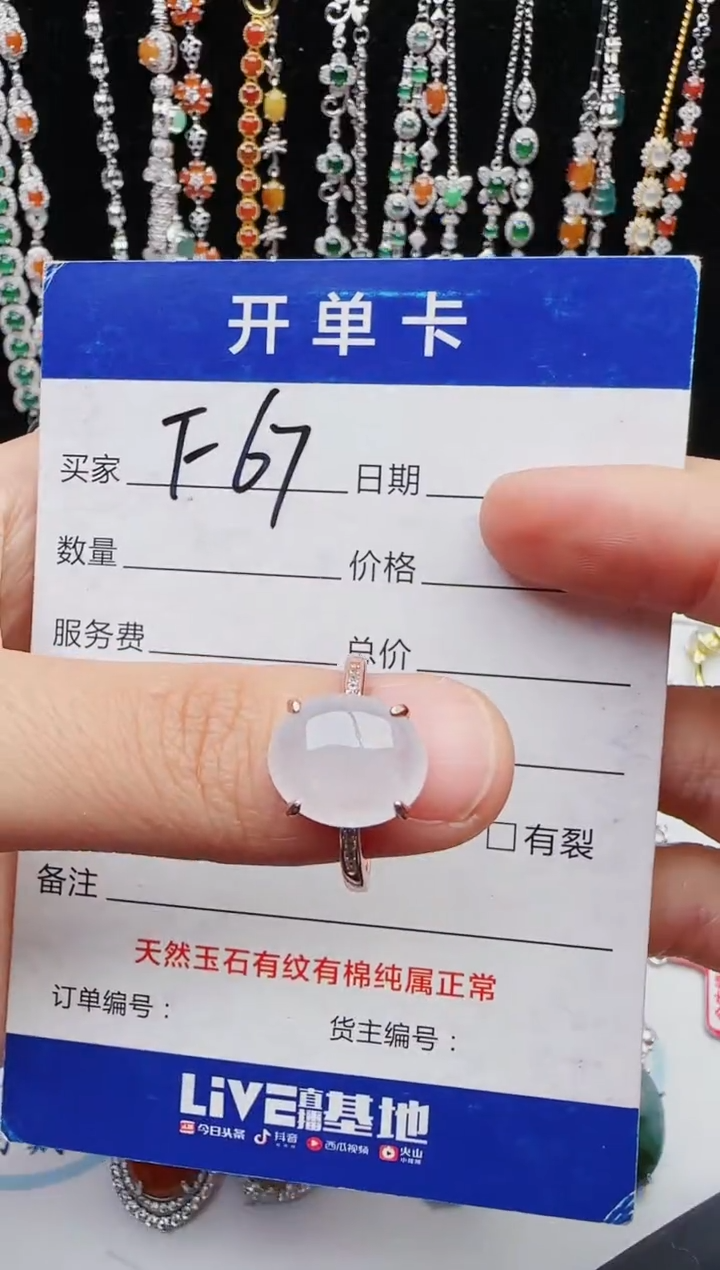 开单卡
买家 F-67 日期
数量 价格
服务费 总价
有裂
备注
天然玉石有纹有棉纯属正常
订单编号： 货主编号：
LiVE直播基地
今日头条 抖音 西瓜视频 火山